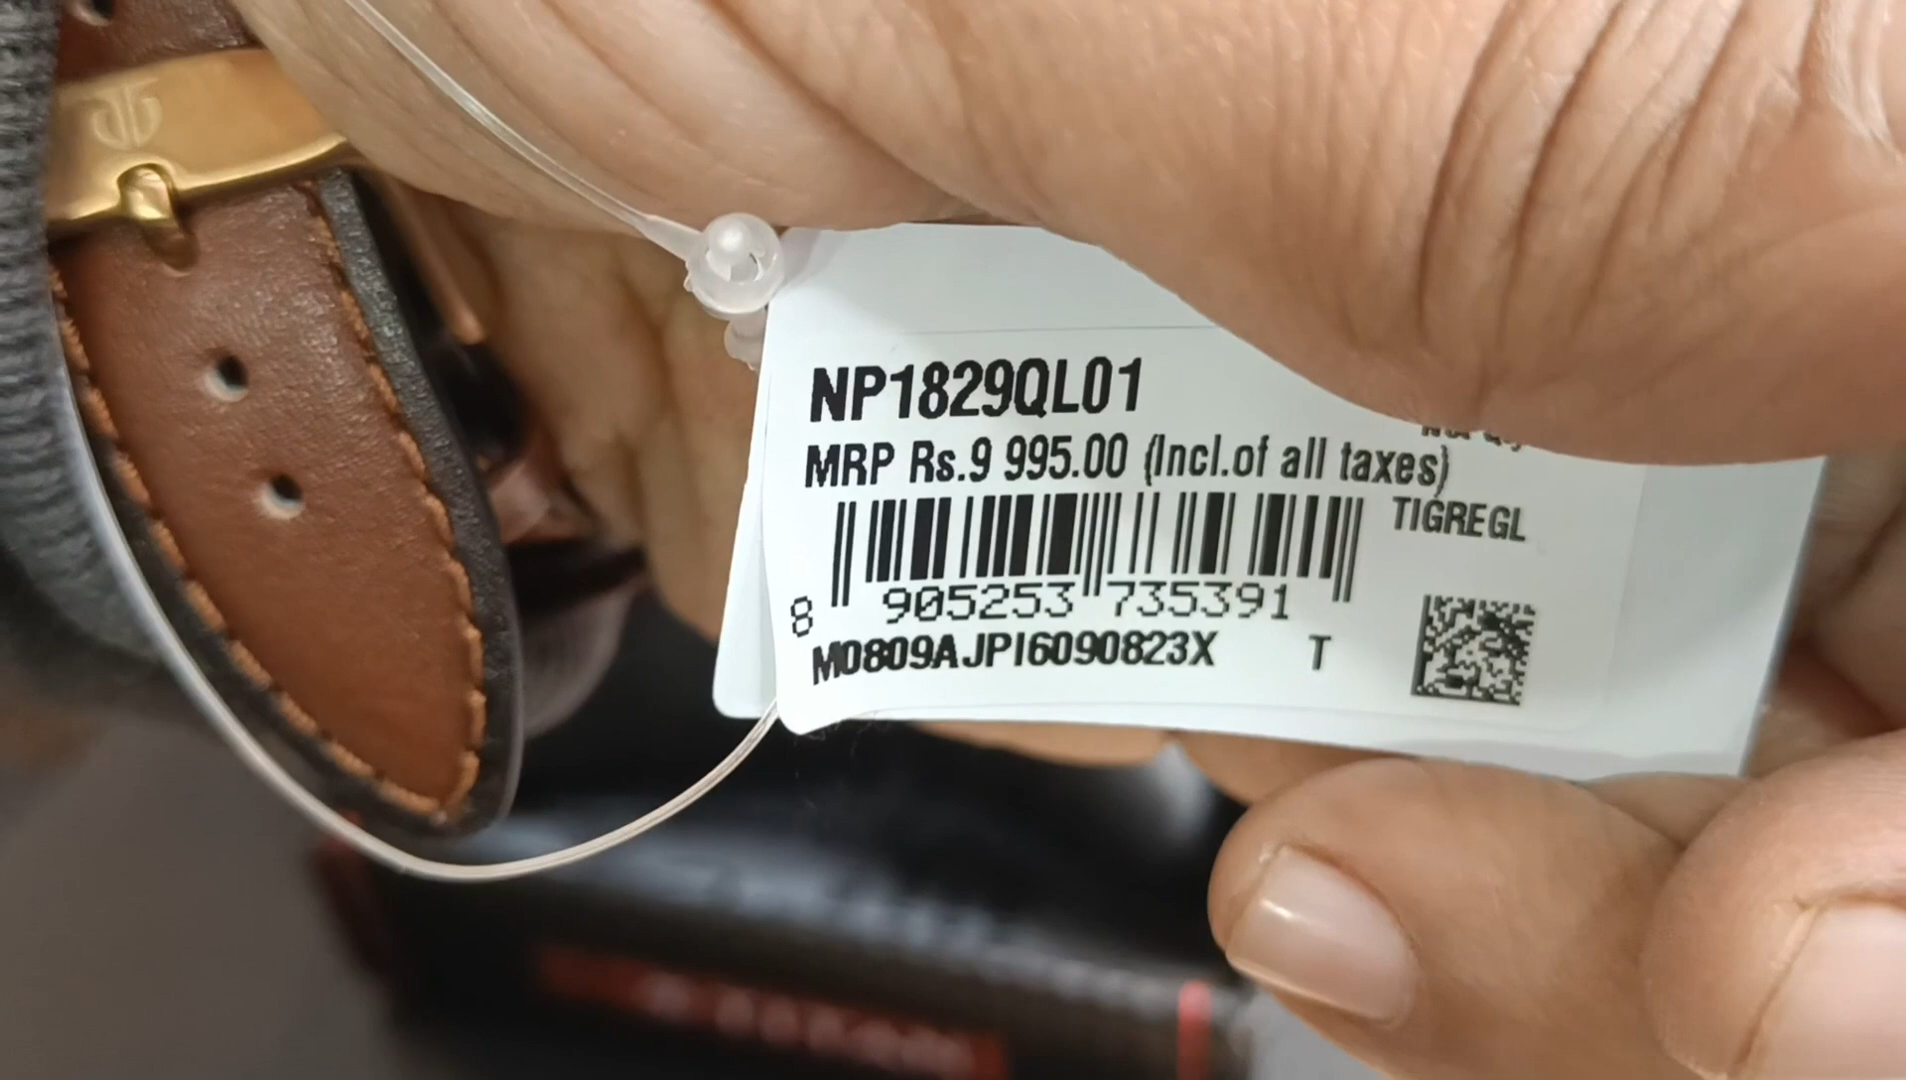 NP1829QL01
MRP Rs.9 995.00 (Incl.of all taxes)
TIGREGL
8 905253 735391
M0809AJPI6090823X T